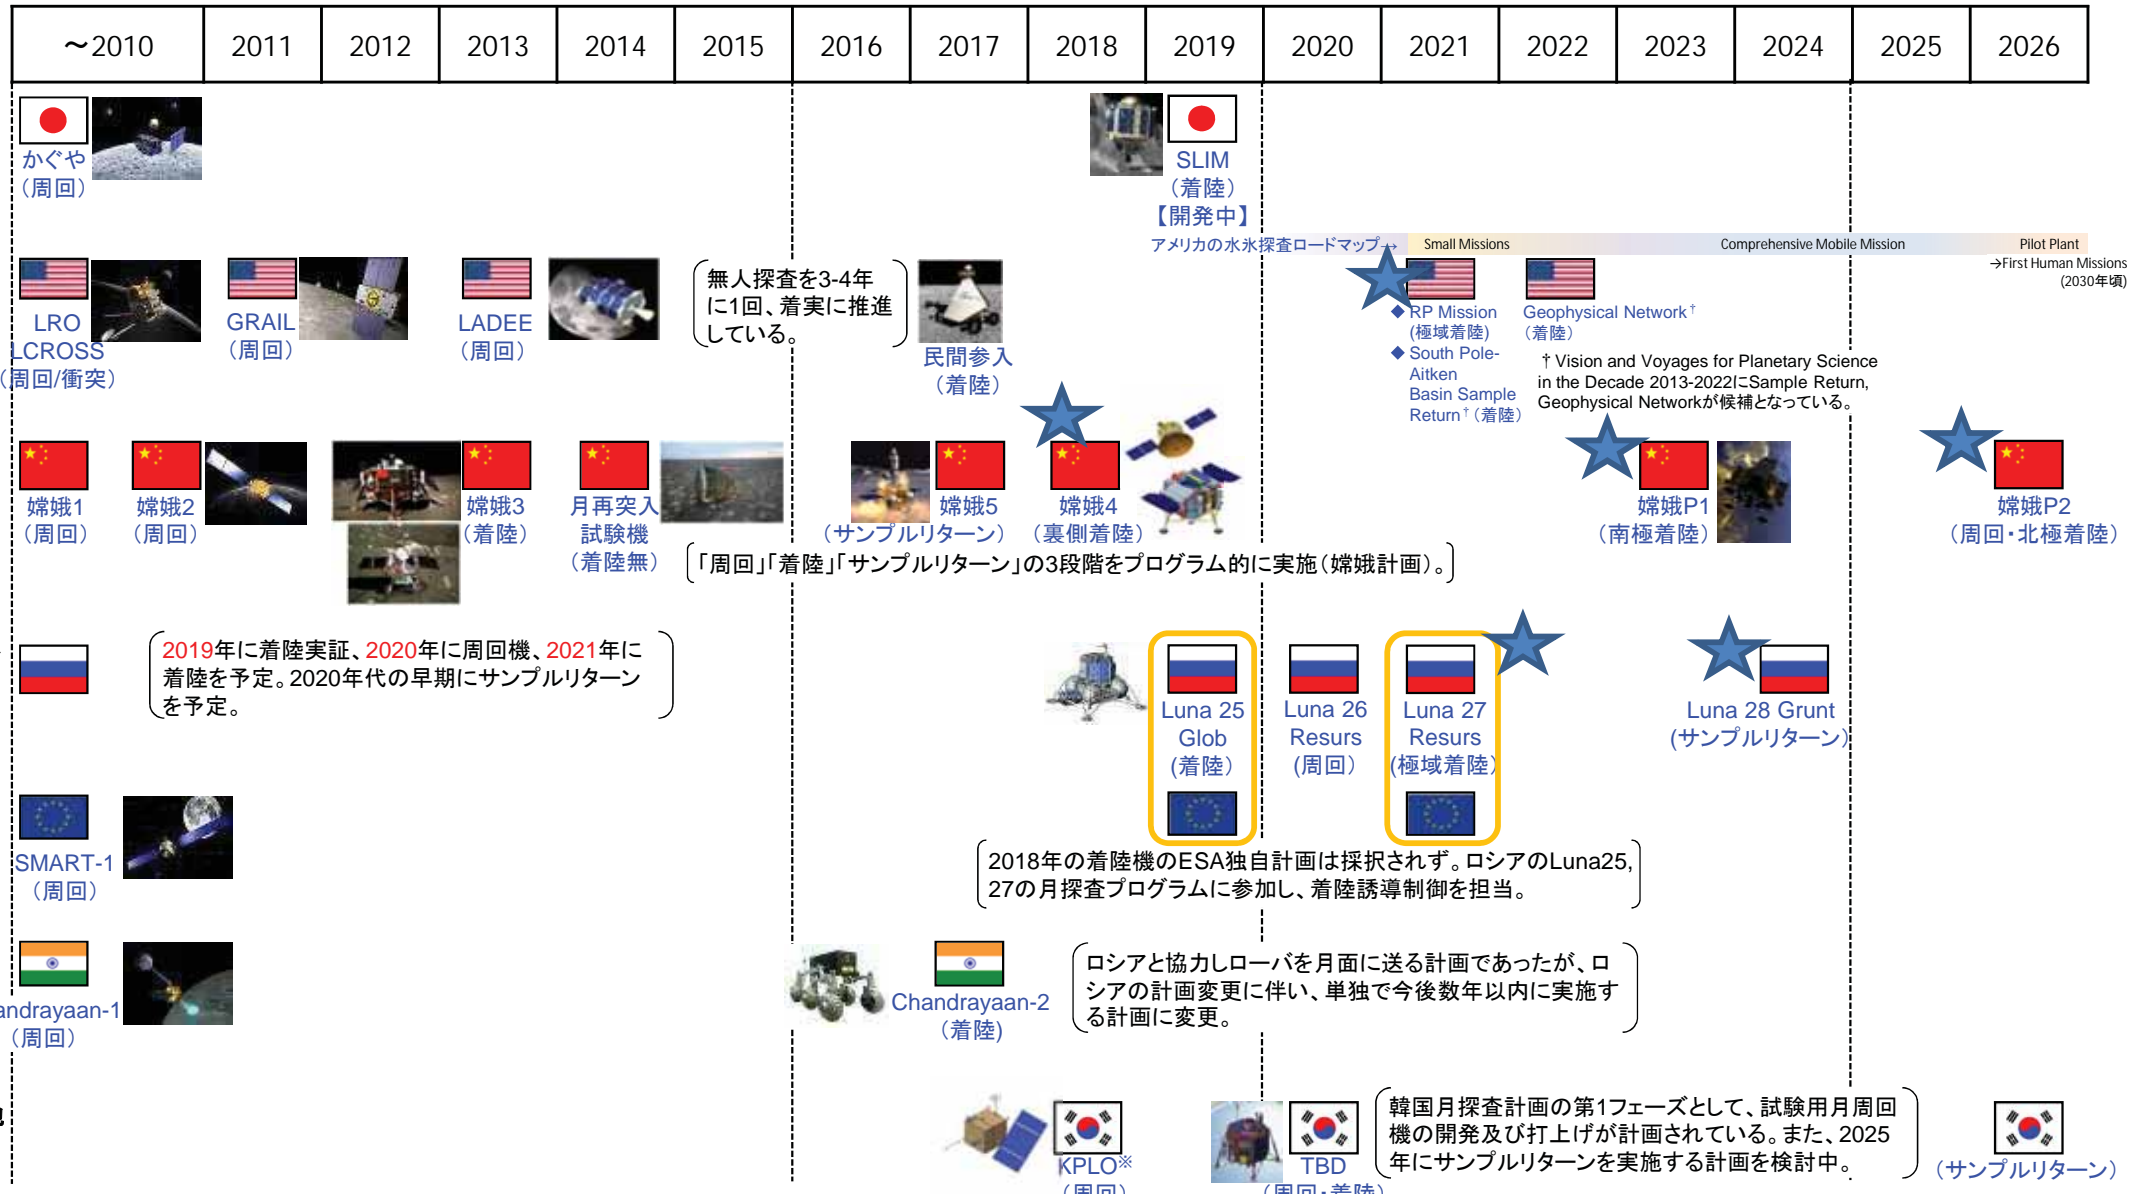 ～2010 2011 2012 2013 2014 2015 2016 2017 2018 2019 2020 2021 2022 2023 2024 2025 2026
かぐや
（周回）
SLIM
（着陸）
【開発中】
アメリカの水氷探査ロードマップ→ Small Missions Comprehensive Mobile Mission Pilot Plant
→First Human Missions
(2030年頃)
LRO
LCROSS
（周回/衝突）
GRAIL
（周回）
LADEE
（周回）
無人探査を3-4年
に1回、着実に推進
している。
民間参入
（着陸）
◆ RP Mission
(極域着陸)
◆ South Pole-
Aitken
Basin Sample
Return†（着陸）
Geophysical Network†
（着陸）
† Vision and Voyages for Planetary Science
in the Decade 2013-2022にSample Return,
Geophysical Networkが候補となっている。
嫦娥1
（周回）
嫦娥2
（周回）
嫦娥3
（着陸）
月再突入
試験機
（着陸無）
嫦娥5
（サンプルリターン）
嫦娥4
（裏側着陸）
嫦娥P1
（南極着陸）
嫦娥P2
（周回・北極着陸）
「周回」「着陸」「サンプルリターン」の3段階をプログラム的に実施（嫦娥計画）。
2019年に着陸実証、2020年に周回機、2021年に
着陸を予定。2020年代の早期にサンプルリターン
を予定。
Luna 25
Glob
(着陸）
Luna 26
Resurs
(周回）
Luna 27
Resurs
(極域着陸）
Luna 28 Grunt
(サンプルリターン）
SMART-1
（周回）
2018年の着陸機のESA独自計画は採択されず。ロシアのLuna25,
27の月探査プログラムに参加し、着陸誘導制御を担当。
andrayaan-1
（周回）
Chandrayaan-2
（着陸）
ロシアと協力しローバを月面に送る計画であったが、ロ
シアの計画変更に伴い、単独で今後数年以内に実施す
る計画に変更。
KPLO※
（周回）
TBD
（周回・着陸）
韓国月探査計画の第1フェーズとして、試験用月周回
機の開発及び打上げが計画されている。また、2025
年にサンプルリターンを実施する計画を検討中。
（サンプルリターン）